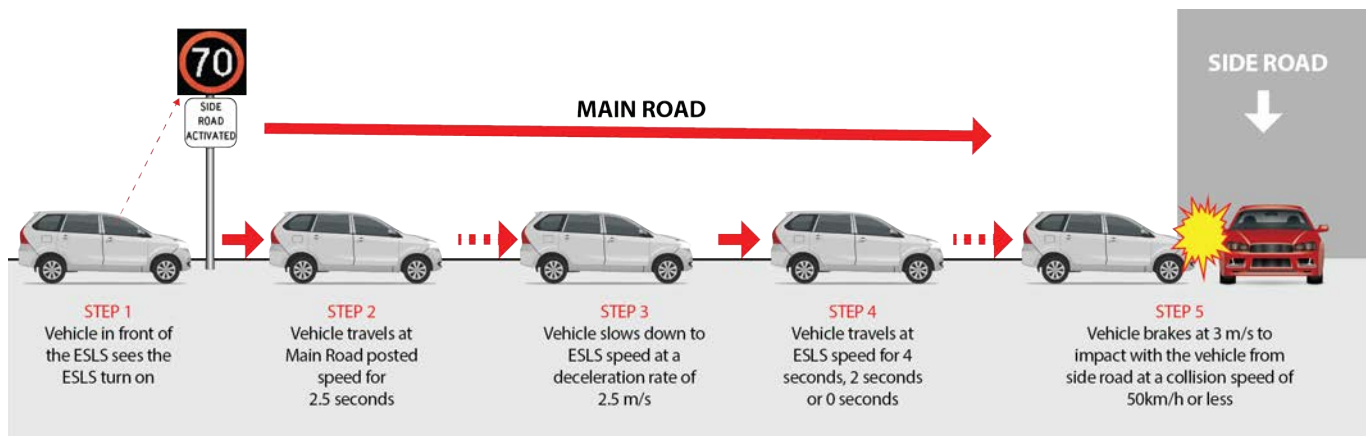 70
SIDE
ROAD
ACTIVATED
MAIN ROAD
SIDE ROAD
STEP 1
Vehicle in front of
the ESLS sees the
ESLS turn on
STEP 2
Vehicle travels at
Main Road posted
speed for
2.5 seconds
STEP 3
Vehicle slows down to
ESLS speed at a
deceleration rate of
2.5 m/s
STEP 4
Vehicle travels at
ESLS speed for 4
seconds, 2 seconds
or 0 seconds
STEP 5
Vehicle brakes at 3 m/s to
impact with the vehicle from
side road at a collision speed of
50km/h or less